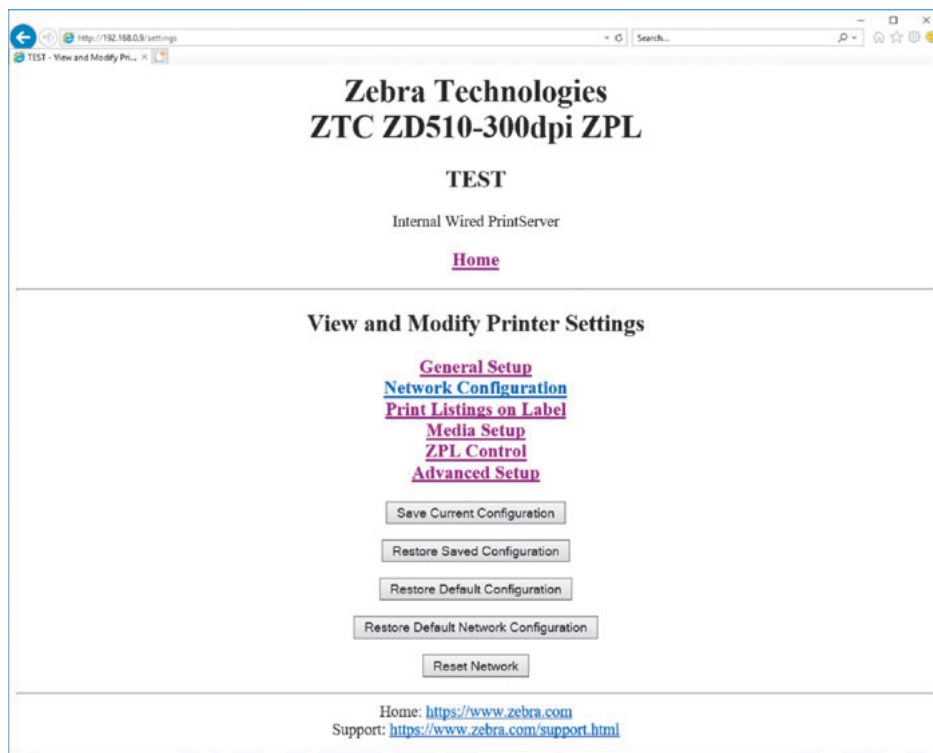 http://192.168.0.9/settings
Search...
TEST - View and Modify Pri...
Zebra Technologies
ZTC ZD510-300dpi ZPL
TEST
Internal Wired PrintServer
Home
View and Modify Printer Settings
General Setup
Network Configuration
Print Listings on Label
Media Setup
ZPL Control
Advanced Setup
Save Current Configuration
Restore Saved Configuration
Restore Default Configuration
Restore Default Network Configuration
Reset Network
Home: https://www.zebra.com
Support: https://www.zebra.com/support.html